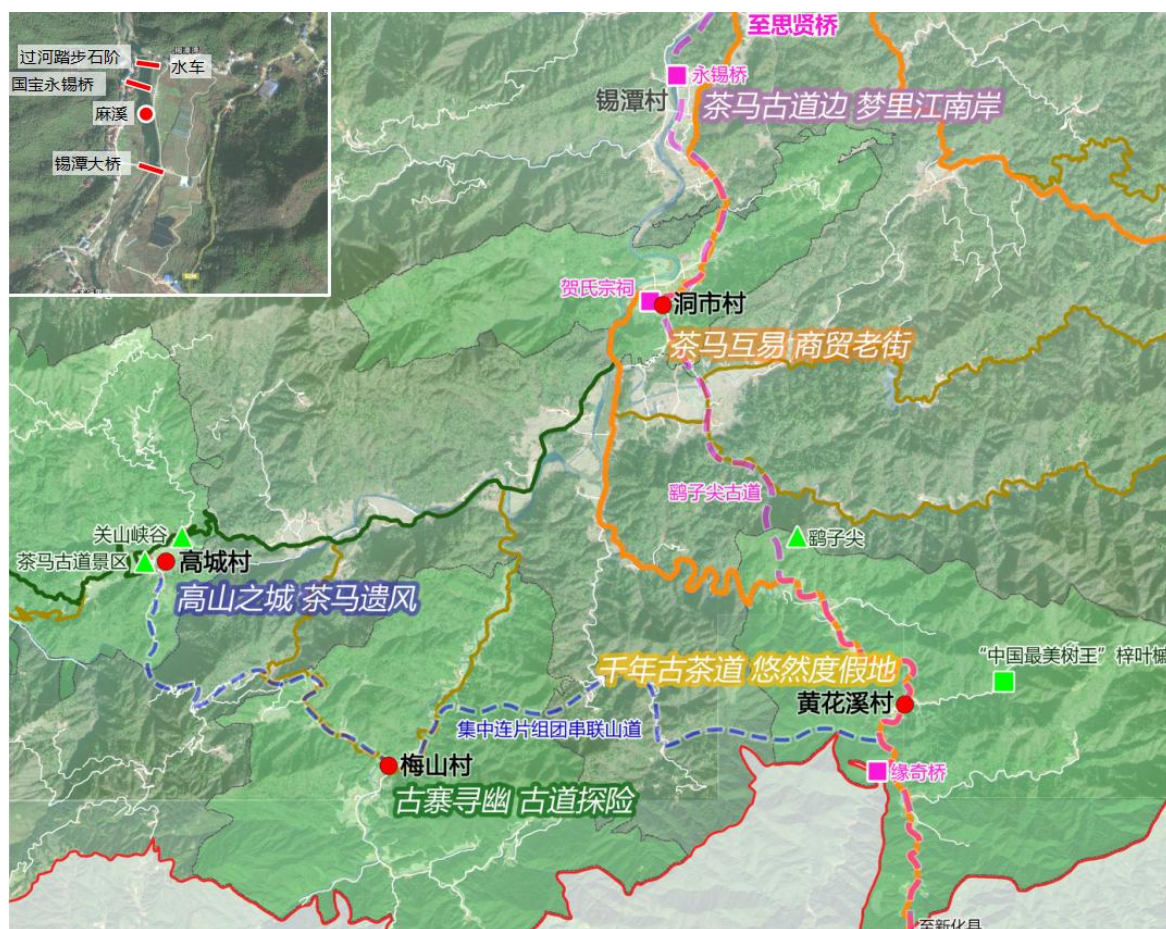 至思贤桥
过河踏步石阶
水车
国宝永锡桥
麻溪
锡潭大桥
永锡桥
锡潭村
茶马古道边 梦里江南岸
贺氏宗祠
洞市村
茶马互易 商贸老街
鹞子尖古道
关山峡谷
鹞子尖
茶马古道景区
高城村
高山之城 茶马遗风
千年古茶道 悠然度假地
“中国最美树王”梓叶槭
黄花溪村
集中连片组团串联山道
梅山村
缘奇桥
古寨寻幽 古道探险
至新化县